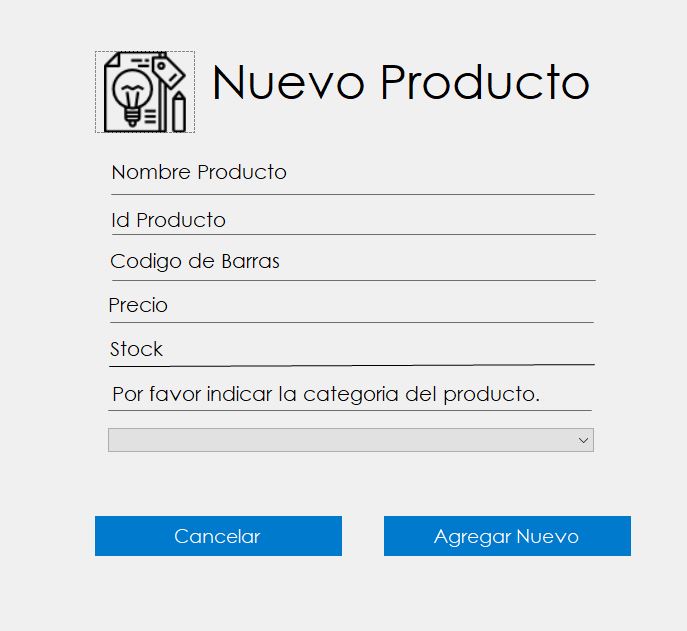 Nuevo Producto
Nombre Producto
Id Producto
Codigo de Barras
Precio
Stock
Por favor indicar la categoria del producto.
Cancelar
Agregar Nuevo